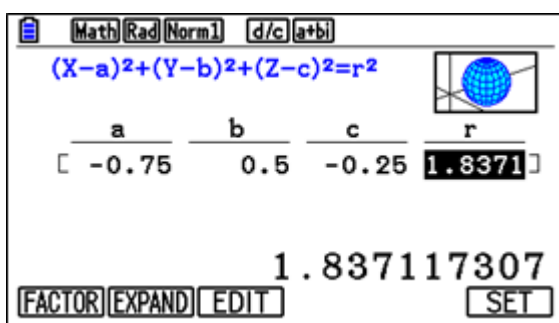 Math Rad Norm1 d/c a+bi
(X-a)²+(Y-b)²+(Z-c)²=r²
a b c r
[ -0.75 0.5 -0.25 1.8371 ]
1.837117307
FACTOR EXPAND EDIT SET